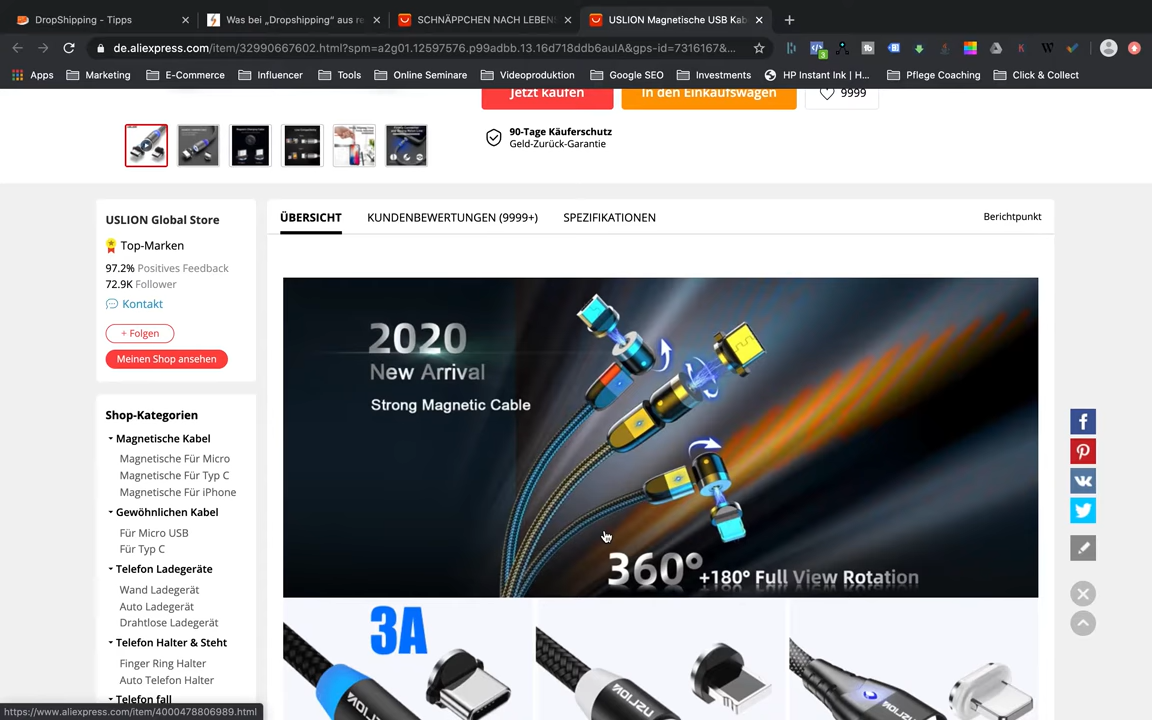 DropShipping - Tipps
Was bei „Dropshipping“ aus re
SCHNÄPPCHEN NACH LEBEN
USLION Magnetische USB Kab
de.aliexpress.com/item/32990667602.html?spm=a2g01.12597576.p99adbb.13.16d718ddb6auIA&gps-id=7316167&...
3
Apps
Marketing
E-Commerce
Influencer
Tools
Online Seminare
Videoproduktion
Google SEO
Investments
HP Instant Ink | H...
Pflege Coaching
Click & Collect
Jetzt kaufen
In den Einkaufswagen
9999
90-Tage Käuferschutz
Geld-Zurück-Garantie
USLION Global Store
Top-Marken
97.2% Positives Feedback
72.9K Follower
Kontakt
+ Folgen
Meinen Shop ansehen
ÜBERSICHT
KUNDENBEWERTUNGEN (9999+)
SPEZIFIKATIONEN
Berichtpunkt
2020
New Arrival
Strong Magnetic Cable
360° +180° Full View Rotation
3A
USLION
USLION
USLION
Shop-Kategorien
Magnetische Kabel
Magnetische Für Micro
Magnetische Für Typ C
Magnetische Für iPhone
Gewöhnlichen Kabel
Für Micro USB
Für Typ C
Telefon Ladegeräte
Wand Ladegerät
Auto Ladegerät
Drahtlose Ladegerät
Telefon Halter & Steht
Finger Ring Halter
Auto Telefon Halter
Telefon fall
https://www.aliexpress.com/item/4000478806989.html